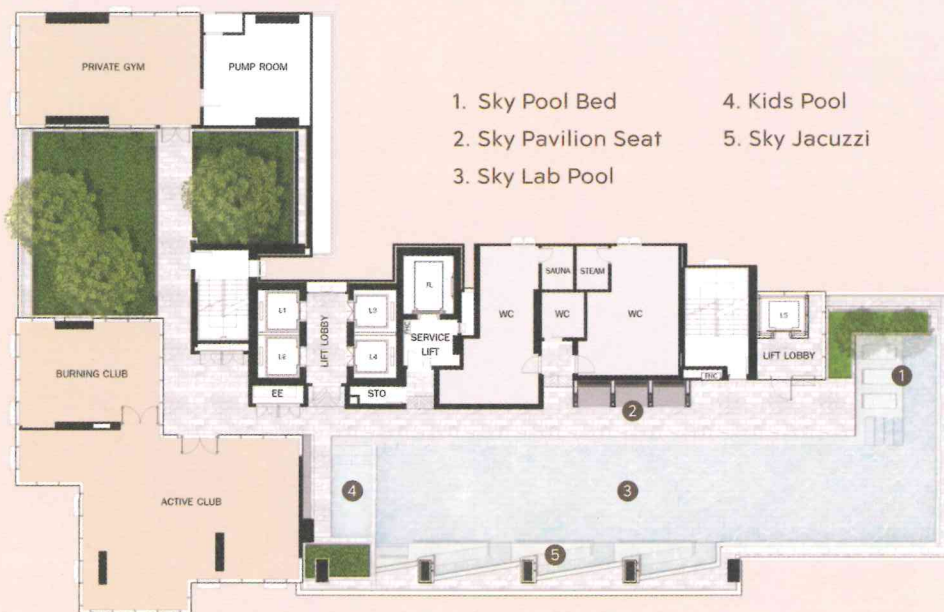 PRIVATE GYM
PUMP ROOM
1. Sky Pool Bed
2. Sky Pavilion Seat
3. Sky Lab Pool
4. Kids Pool
5. Sky Jacuzzi
SAUNA
STEAM
FL
L1
L3
WC
WC
WC
L5
LIFT LOBBY
SERVICE
LIFT
L2
L4
LIFT LOBBY
1
BURNING CLUB
THC
EE
STO
2
4
3
ACTIVE CLUB
5